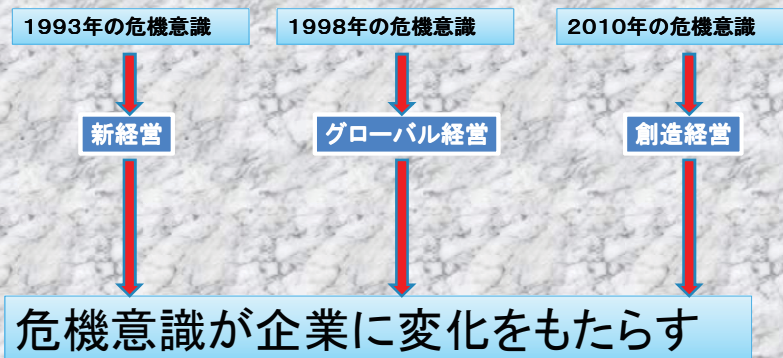 1993年の危機意識
1998年の危機意識
2010年の危機意識
新経営
グローバル経営
創造経営
危機意識が企業に変化をもたらす